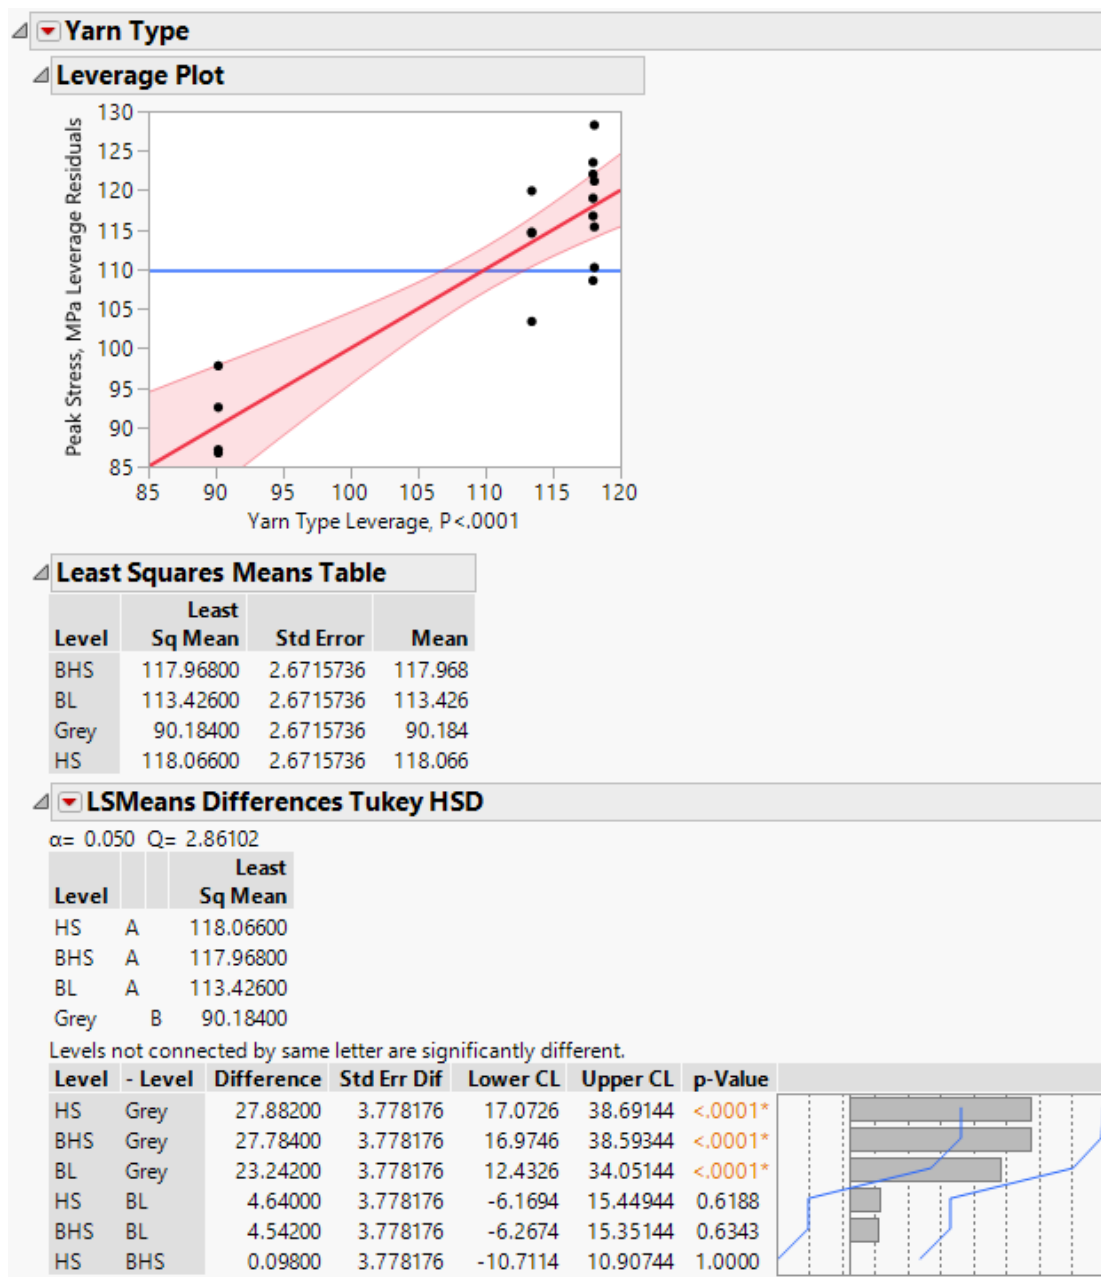 Yarn Type
Leverage Plot
Peak Stress, MPa Leverage Residuals
130
125
120
115
110
105
100
95
90
85
85 90 95 100 105 110 115 120
Yarn Type Leverage, P<.0001
Least Squares Means Table
Least
Level Sq Mean Std Error Mean
BHS 117.96800 2.6715736 117.968
BL 113.42600 2.6715736 113.426
Grey 90.18400 2.6715736 90.184
HS 118.06600 2.6715736 118.066
LSMeans Differences Tukey HSD
α= 0.050 Q= 2.86102
Least
Level Sq Mean
HS A 118.06600
BHS A 117.96800
BL A 113.42600
Grey B 90.18400
Levels not connected by same letter are significantly different.
Level - Level Difference Std Err Dif Lower CL Upper CL p-Value
HS Grey 27.88200 3.778176 17.0726 38.69144 <.0001*
BHS Grey 27.78400 3.778176 16.9746 38.59344 <.0001*
BL Grey 23.24200 3.778176 12.4326 34.05144 <.0001*
HS BL 4.64000 3.778176 -6.1694 15.44944 0.6188
BHS BL 4.54200 3.778176 -6.2674 15.35144 0.6343
HS BHS 0.09800 3.778176 -10.7114 10.90744 1.0000